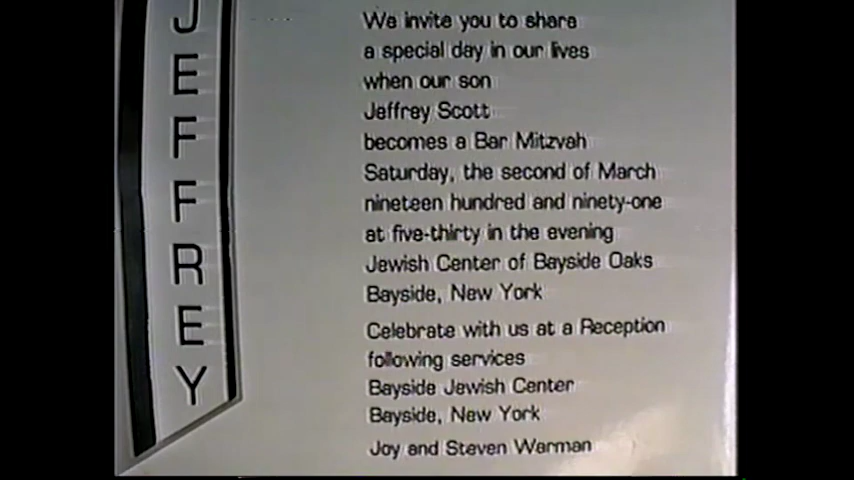 JEFFREY
We invite you to share
a special day in our lives
when our son
Jeffrey Scott
becomes a Bar Mitzvah
Saturday, the second of March
nineteen hundred and ninety-one
at five-thirty in the evening
Jewish Center of Bayside Oaks
Bayside, New York
Celebrate with us at a Reception
following services
Bayside Jewish Center
Bayside, New York
Joy and Steven Warman